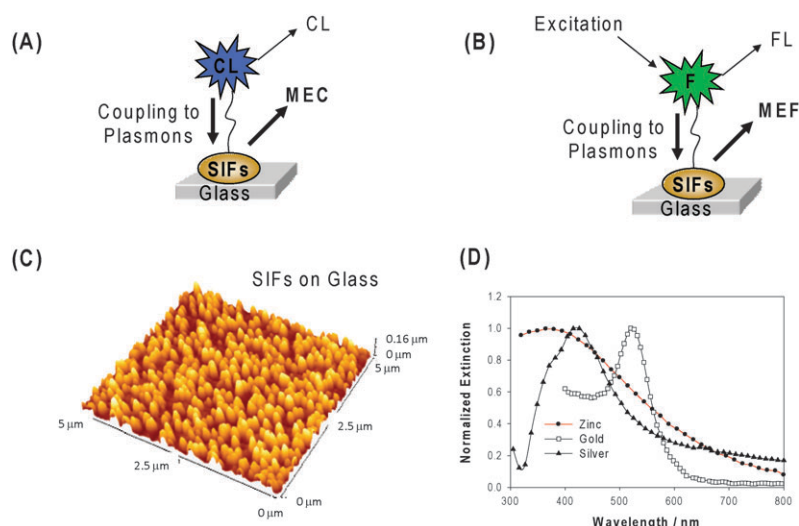 (A)
CL
CL
Coupling to
Plasmons
MEC
SIFs
Glass
(B)
Excitation
FL
F
Coupling to
Plasmons
MEF
SIFs
Glass
(C)
SIFs on Glass
0.16 μm
0 μm
5 μm
5 μm
2.5 μm
2.5 μm
0 μm
0 μm
(D)
Normalized Extinction
1.2
1.0
0.8
0.6
0.4
0.2
0.0
Zinc
Gold
Silver
300 400 500 600 700 800
Wavelength / nm